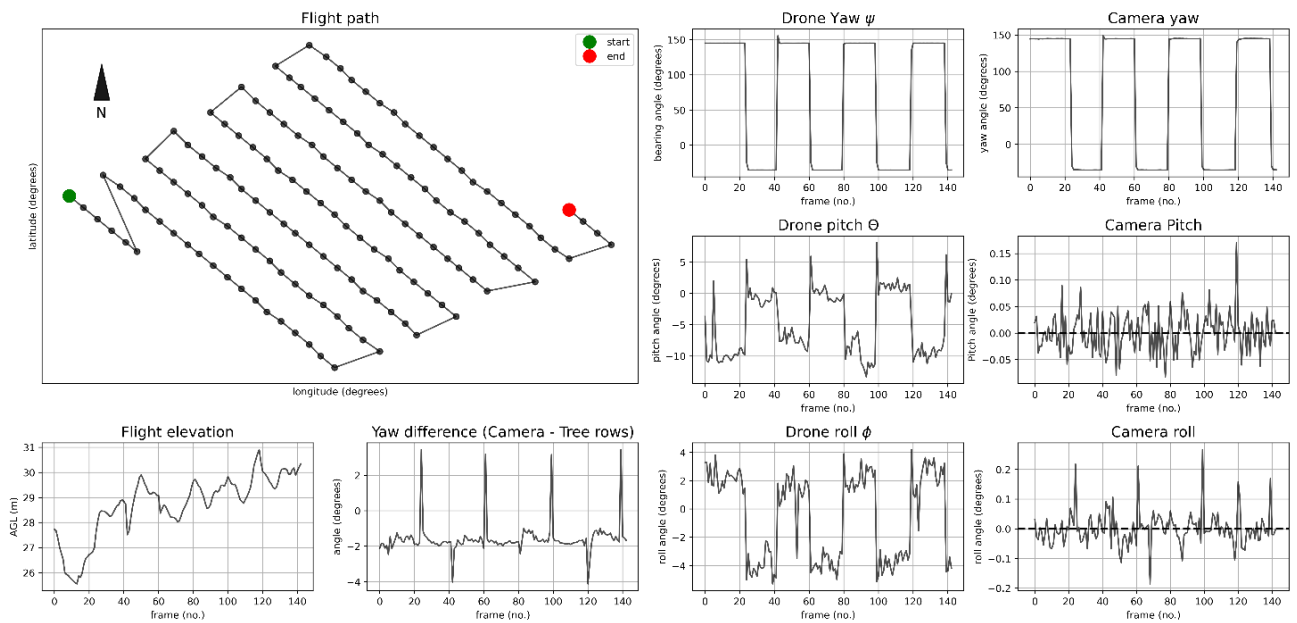 Flight path
start
end
N
latitude (degrees)
longitude (degrees)
Drone Yaw ψ
bearing angle (degrees)
150
100
50
0
0 20 40 60 80 100 120 140
frame (no.)
Camera yaw
yaw angle (degrees)
150
100
50
0
0 20 40 60 80 100 120 140
frame (no.)
Drone pitch Θ
pitch angle (degrees)
5
0
−5
−10
0 20 40 60 80 100 120 140
frame (no.)
Camera Pitch
Pitch angle (degrees)
0.15
0.10
0.05
0.00
−0.05
0 20 40 60 80 100 120 140
frame (no.)
Flight elevation
AGL (m)
31
30
29
28
27
26
0 20 40 60 80 100 120 140
frame (no.)
Yaw difference (Camera - Tree rows)
angle (degrees)
2
0
−2
−4
0 20 40 60 80 100 120 140
frame (no.)
Drone roll ϕ
roll angle (degrees)
4
2
0
−2
−4
0 20 40 60 80 100 120 140
frame (no.)
Camera roll
roll angle (degrees)
0.2
0.1
0.0
−0.1
−0.2
0 20 40 60 80 100 120 140
frame (no.)